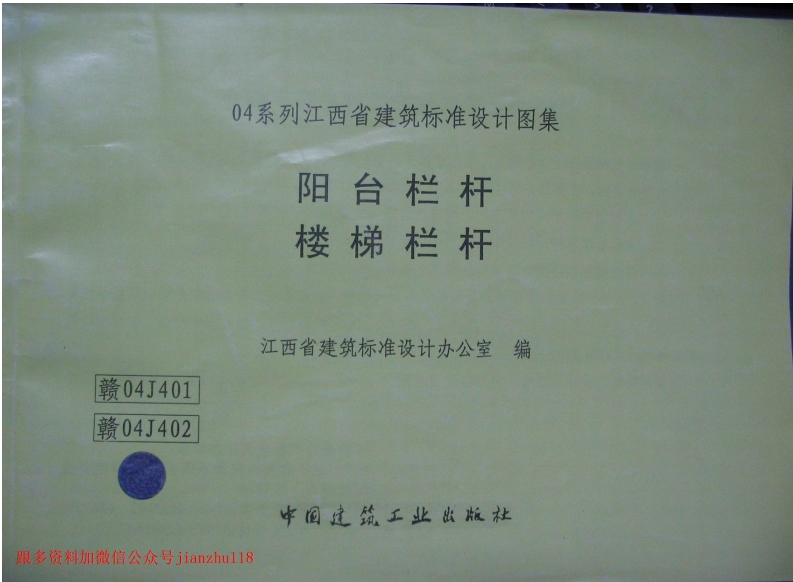 04系列江西省建筑标准设计图集
阳台栏杆
楼梯栏杆
江西省建筑标准设计办公室 编
赣04J401
赣04J402
中国建筑工业出版社
跟多资料加微信公众号jianzhu118